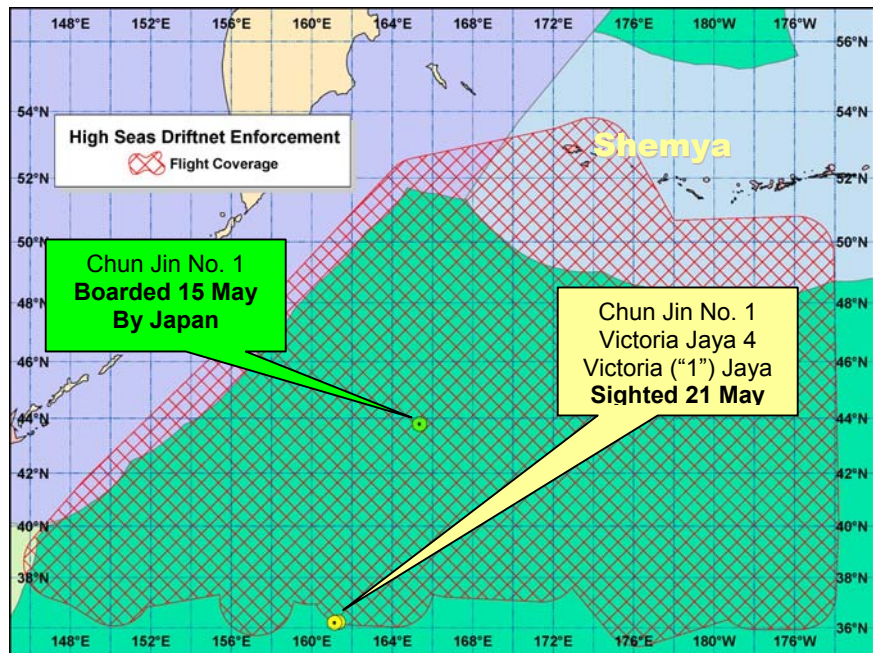 148°E 152°E 156°E 160°E 164°E 168°E 172°E 176°E 180°W 176°W
56°N 56°N
54°N 54°N
High Seas Driftnet Enforcement
Flight Coverage
Shemya
52°N 52°N
50°N 50°N
Chun Jin No. 1
Boarded 15 May
By Japan
48°N 48°N
Chun Jin No. 1
Victoria Jaya 4
Victoria (“1”) Jaya
Sighted 21 May
46°N 46°N
44°N 44°N
42°N 42°N
40°N 40°N
38°N 38°N
36°N 36°N
148°E 152°E 156°E 160°E 164°E 168°E 172°E 176°E 180°W 176°W